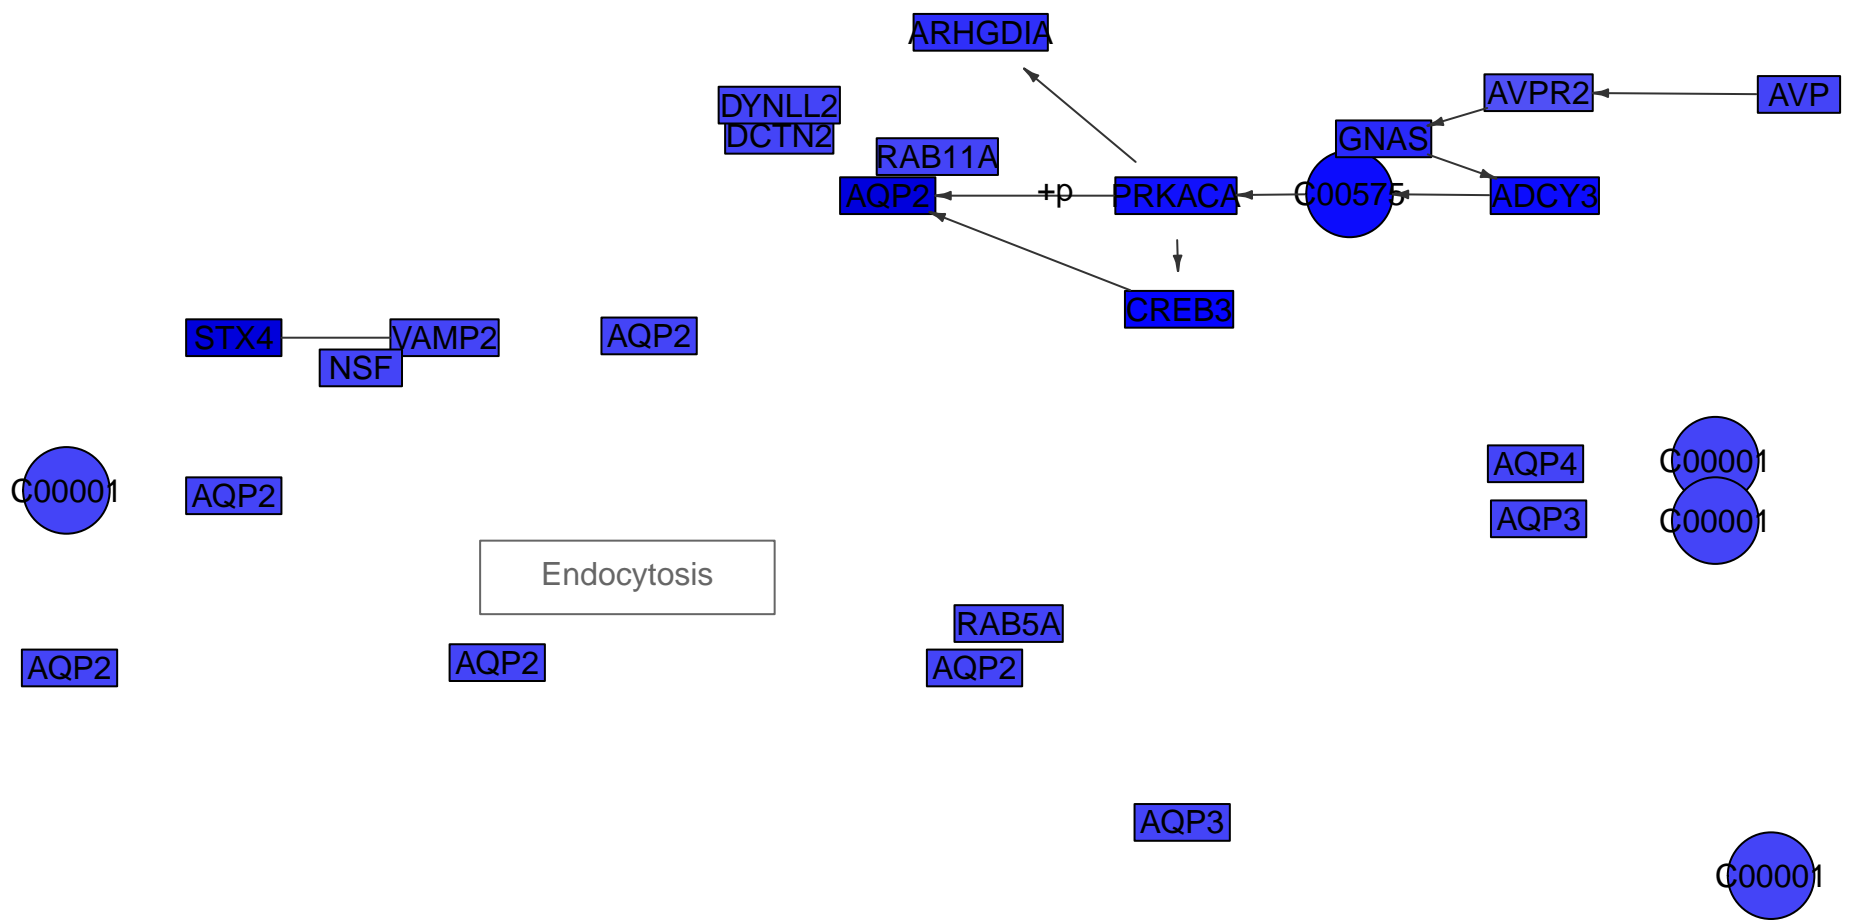 ARHGDIA
DYNLL2
AVPR2
AVP
DCTN2
GNAS
RAB11A
AQP2
+p
PRKACA
C00575
ADCY3
CREB3
STX4
VAMP2
AQP2
NSF
C00001
AQP2
AQP4
C00001
AQP3
C00001
Endocytosis
RAB5A
AQP2
AQP2
AQP2
AQP3
C00001